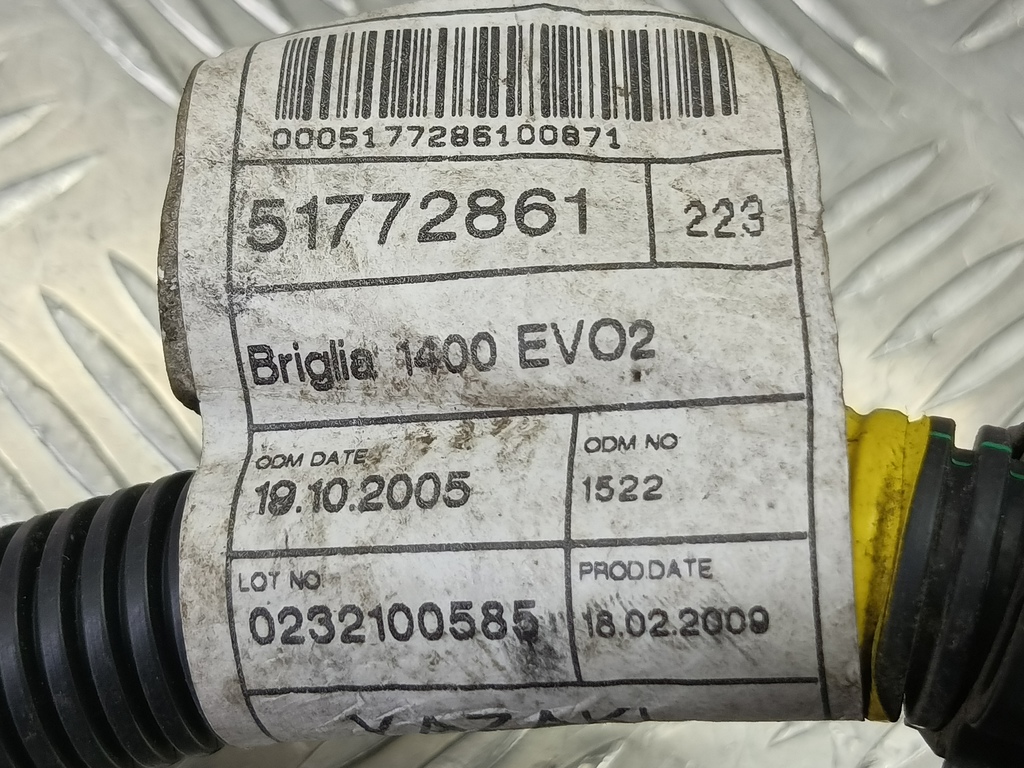 0005177286100871
51772861 223
Briglia 1400 EVO2
ODM DATE ODM NO
19.10.2005 1522
LOT NO PROD.DATE
0232100585 18.02.2009
YAZAKI